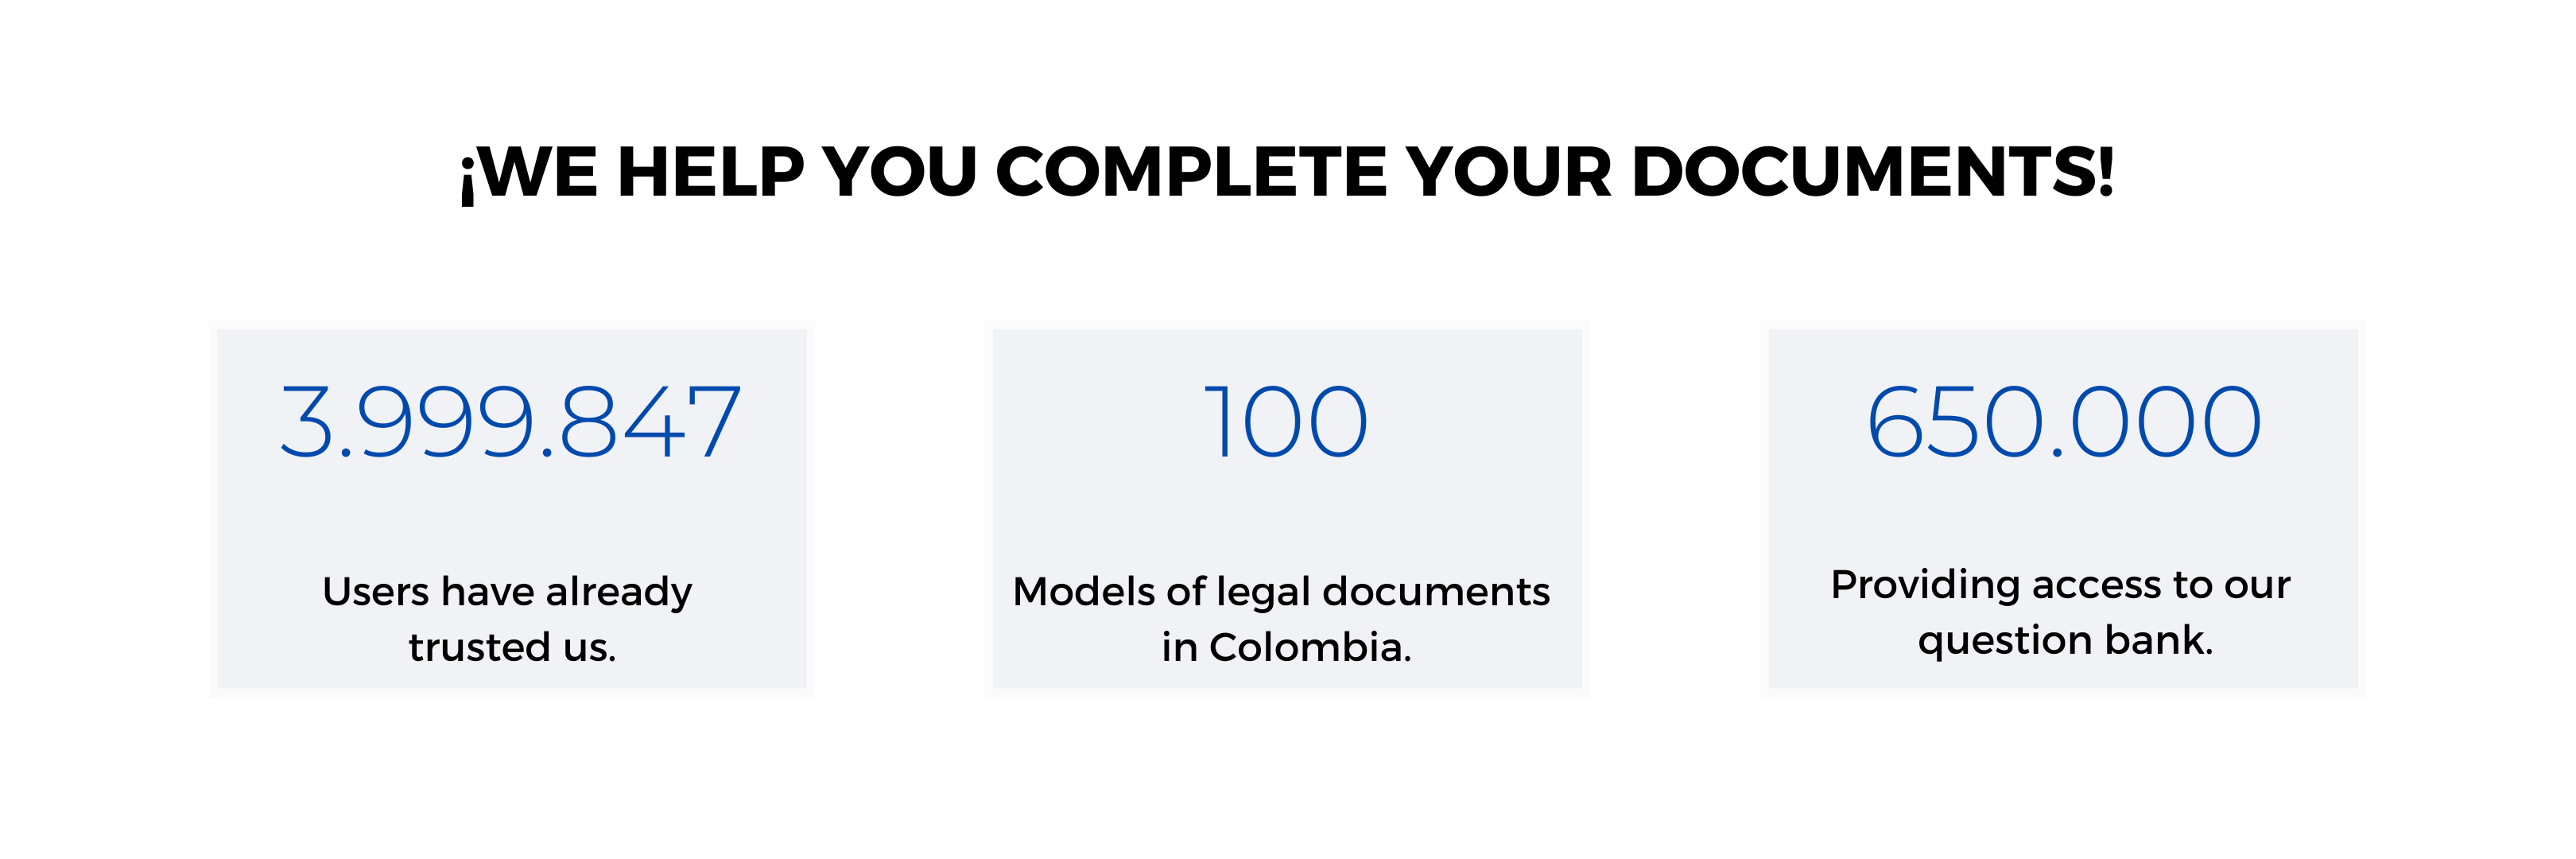 ¡WE HELP YOU COMPLETE YOUR DOCUMENTS!
3.999.847
Users have already
trusted us.
100
Models of legal documents
in Colombia.
650.000
Providing access to our
question bank.